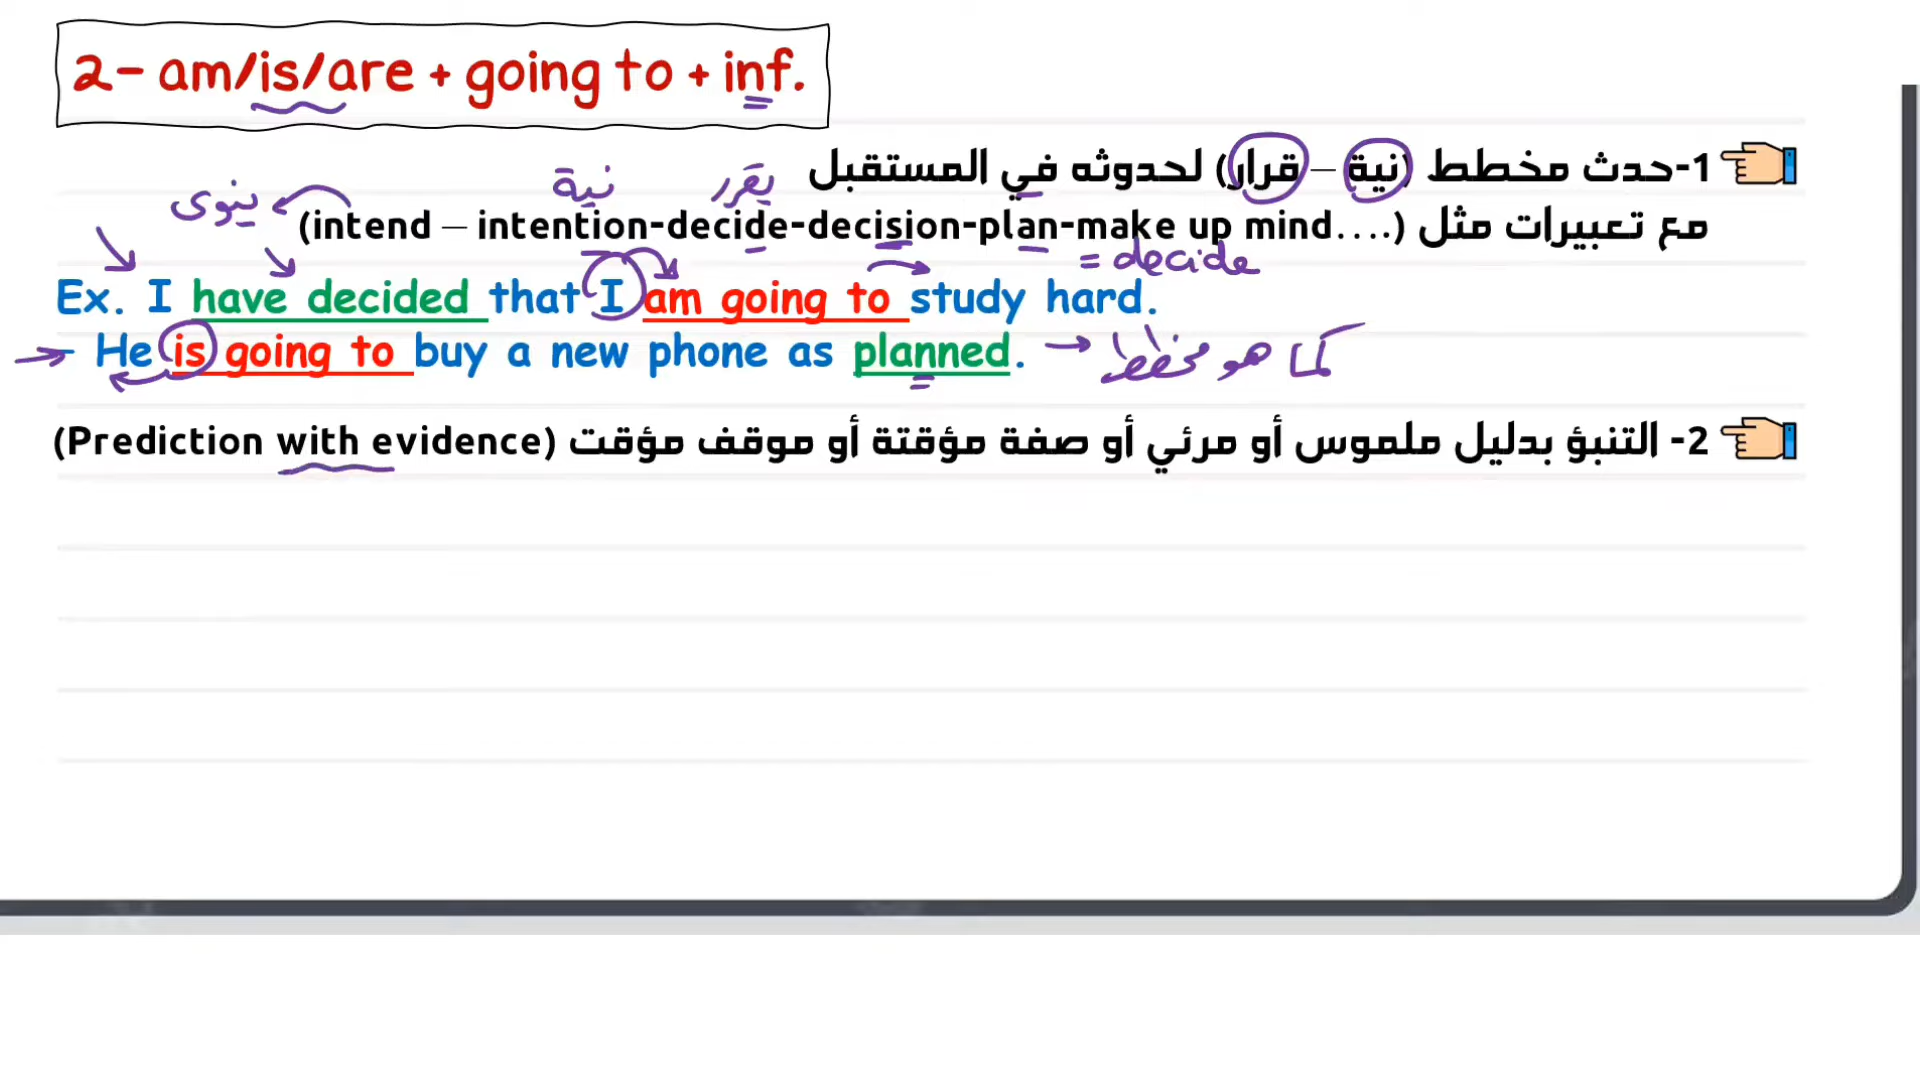 2- am/is/are + going to + inf.
1-حدث مخطط (نية – قرار) لحدوثه في المستقبل
ينوى نية يقرر
مع تعبيرات مثل (intend – intention-decide-decision-plan-make up mind....)
= decide
Ex. I have decided that I am going to study hard.
- He is going to buy a new phone as planned. → كما هو مخطط
2- التنبؤ بدليل ملموس أو مرئي أو صفة مؤقتة أو موقف مؤقت (Prediction with evidence)